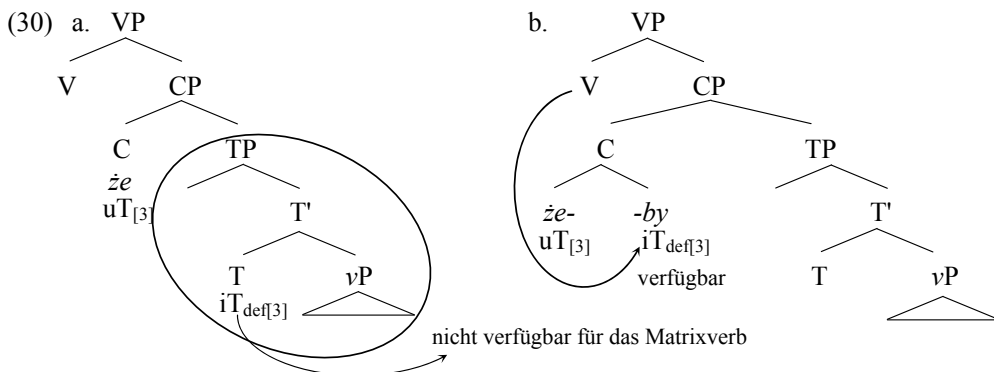 (30) a. VP b. VP
V CP V CP
C TP C TP
że
uT[3] T' że- -by T'
uT[3] iTdef[3]
T vP verfügbar T vP
iTdef[3]
nicht verfügbar für das Matrixverb